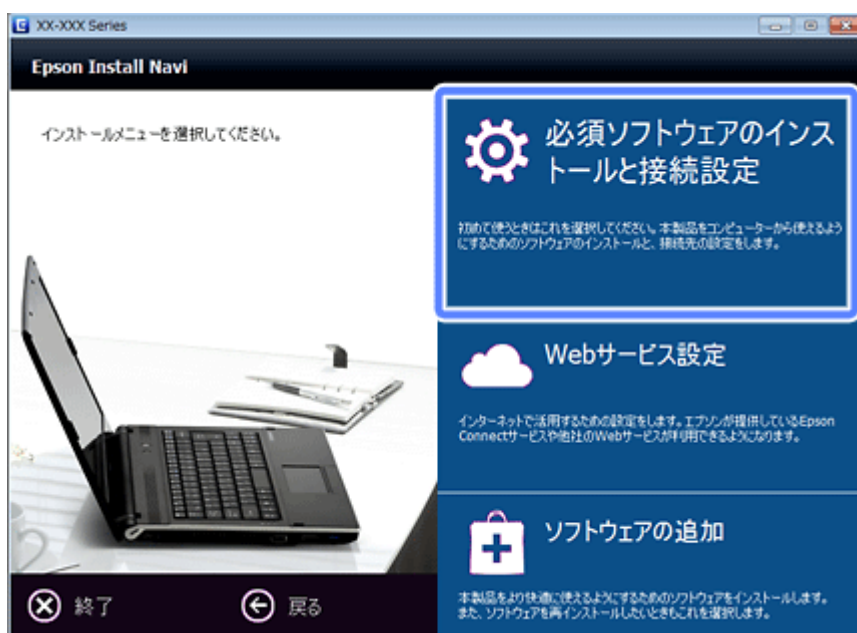 XX-XXX Series
Epson Install Navi
インストールメニューを選択してください。
必須ソフトウェアのインス
トールと接続設定
初めて使うときはこれを選択してください。本製品をコンピューターから使えるよう
にするためのソフトウェアのインストールと、接続先の設定をします。
Webサービス設定
インターネットで活用するための設定をします。エプソンが提供しているEpson
Connectサービスや他社のWebサービスが利用できるようになります。
ソフトウェアの追加
本製品をより快適に使えるようにするためのソフトウェアをインストールします。
また、ソフトウェアを再インストールしたいときもこれを選択します。
終了
戻る